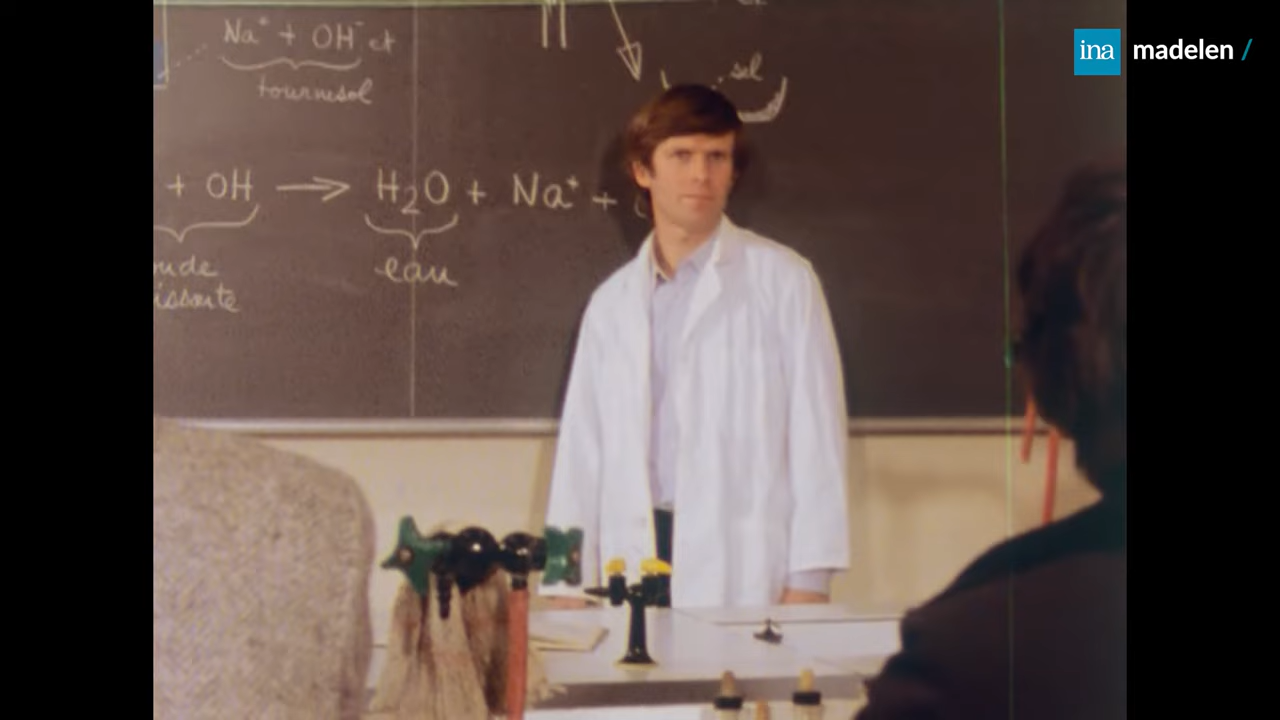 Na⁺ + OH⁻ et
tournesol
sel
+ OH → H₂O + Na⁺ +
eau
ina madelen /